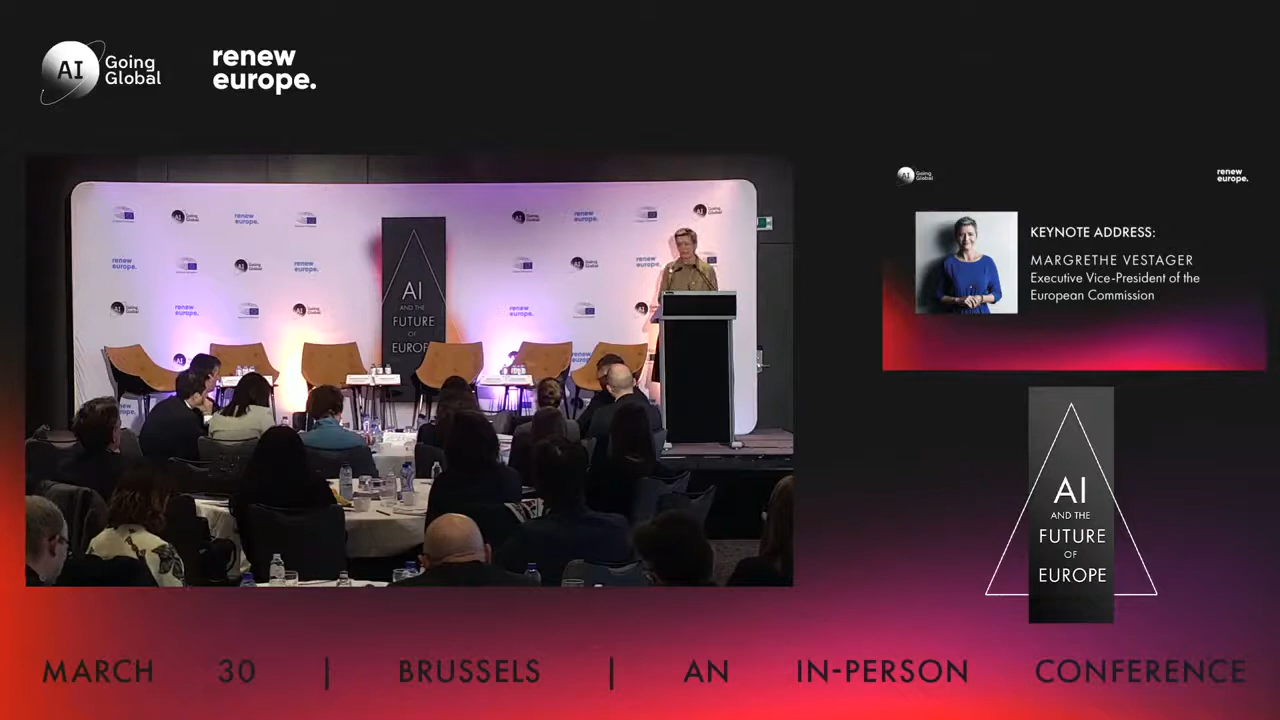 AI Going
Global
renew
europe.
AI
AND THE
FUTURE
OF
EUROPE
AI Going
Global
renew
europe.
KEYNOTE ADDRESS:
MARGRETHE VESTAGER
Executive Vice-President of the
European Commission
AI
AND THE
FUTURE
OF
EUROPE
MARCH 30 | BRUSSELS | AN IN-PERSON CONFERENCE